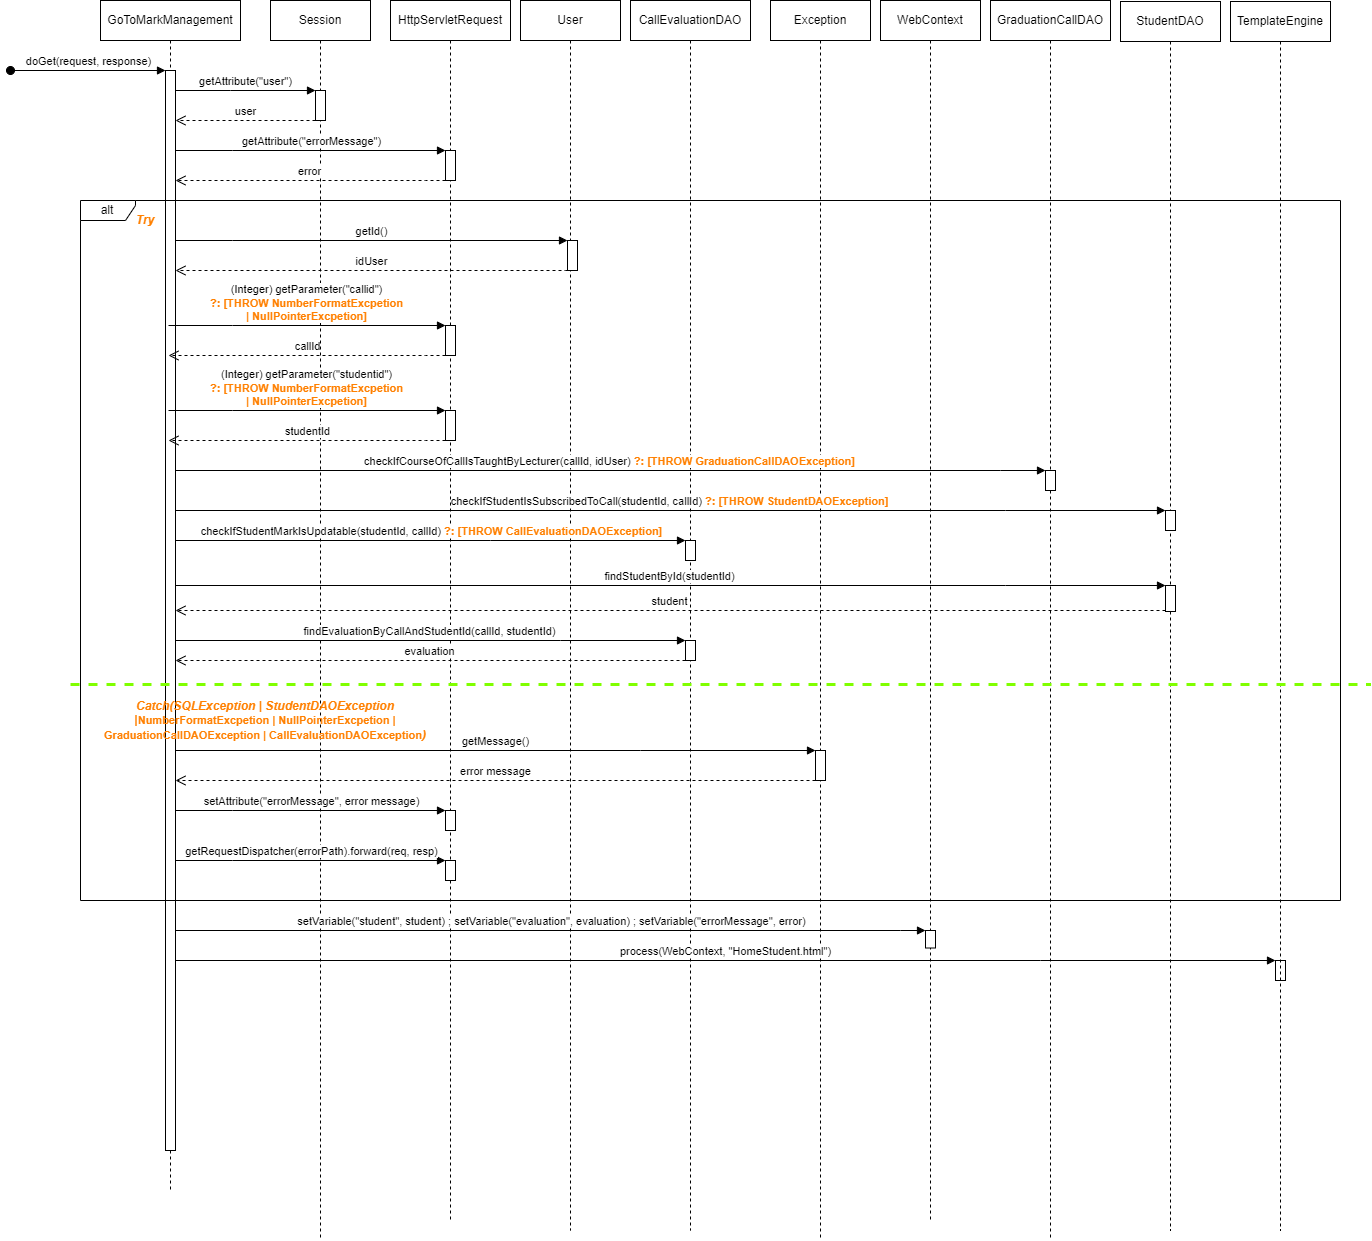 GoToMarkManagement
Session
HttpServletRequest
User
CallEvaluationDAO
Exception
WebContext
GraduationCallDAO
StudentDAO
TemplateEngine
doGet(request, response)
getAttribute("user")
user
getAttribute("errorMessage")
error
alt
Try
getId()
idUser
(Integer) getParameter("callid")
?: [THROW NumberFormatExcpetion
| NullPointerExcpetion]
callId
(Integer) getParameter("studentid")
?: [THROW NumberFormatExcpetion
| NullPointerExcpetion]
studentId
checkIfCourseOfCallIsTaughtByLecturer(callId, idUser) ?: [THROW GraduationCallDAOException]
checkIfStudentIsSubscribedToCall(studentId, callId) ?: [THROW StudentDAOException]
checkIfStudentMarkIsUpdatable(studentId, callId) ?: [THROW CallEvaluationDAOException]
findStudentById(studentId)
student
findEvaluationByCallAndStudentId(callId, studentId)
evaluation
Catch(SQLException | StudentDAOException
|NumberFormatExcpetion | NullPointerExcpetion |
GraduationCallDAOException | CallEvaluationDAOException)
getMessage()
error message
setAttribute("errorMessage", error message)
getRequestDispatcher(errorPath).forward(req, resp)
setVariable("student", student) ; setVariable("evaluation", evaluation) ; setVariable("errorMessage", error)
process(WebContext, "HomeStudent.html")